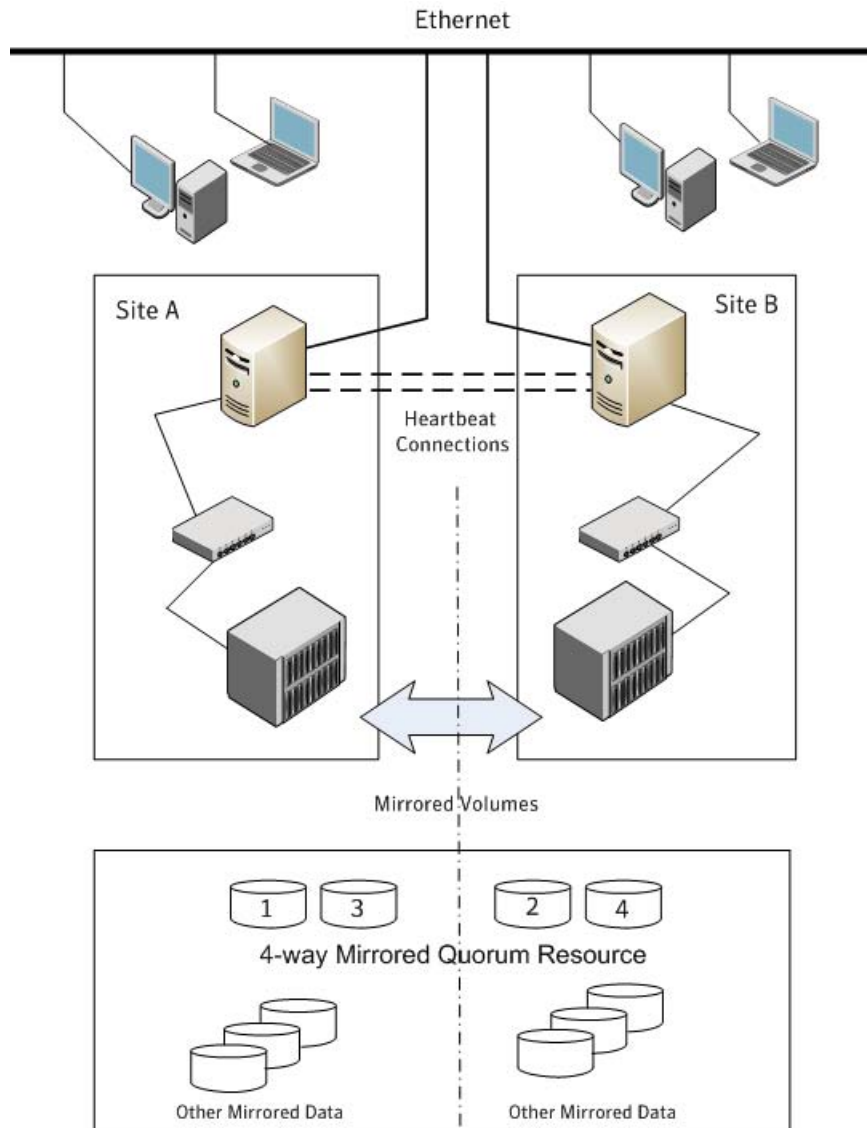 Ethernet
Site A
Site B
Heartbeat
Connections
Mirrored Volumes
1
3
2
4
4-way Mirrored Quorum Resource
Other Mirrored Data
Other Mirrored Data